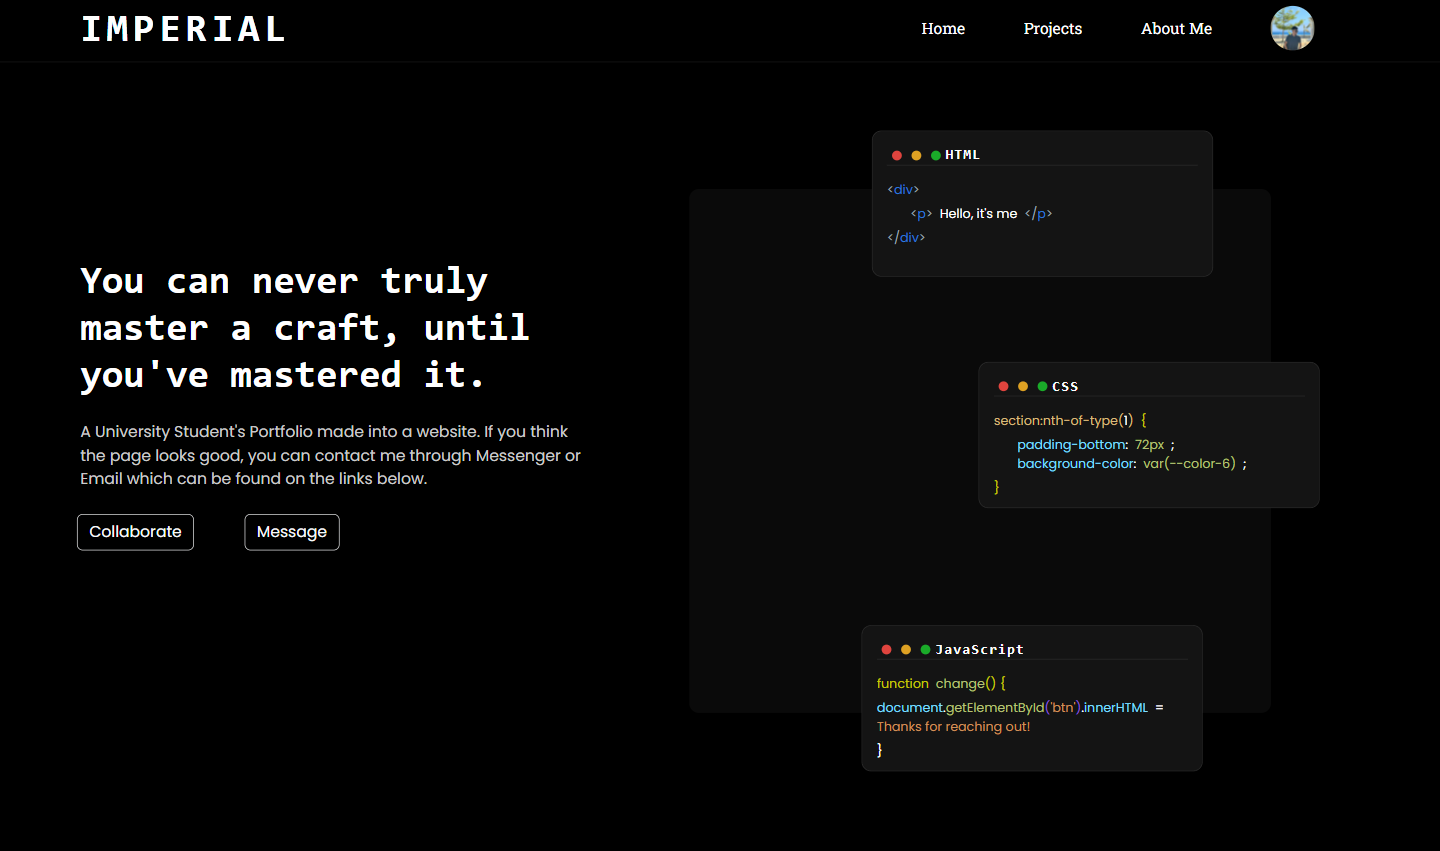 IMPERIAL
Home Projects About Me
You can never truly
master a craft, until
you've mastered it.
A University Student's Portfolio made into a website. If you think
the page looks good, you can contact me through Messenger or
Email which can be found on the links below.
Collaborate Message
HTML
<div>
<p> Hello, it's me </p>
</div>
CSS
section:nth-of-type(1) {
padding-bottom: 72px ;
background-color: var(--color-6) ;
}
JavaScript
function change() {
document.getElementById('btn').innerHTML =
Thanks for reaching out!
}